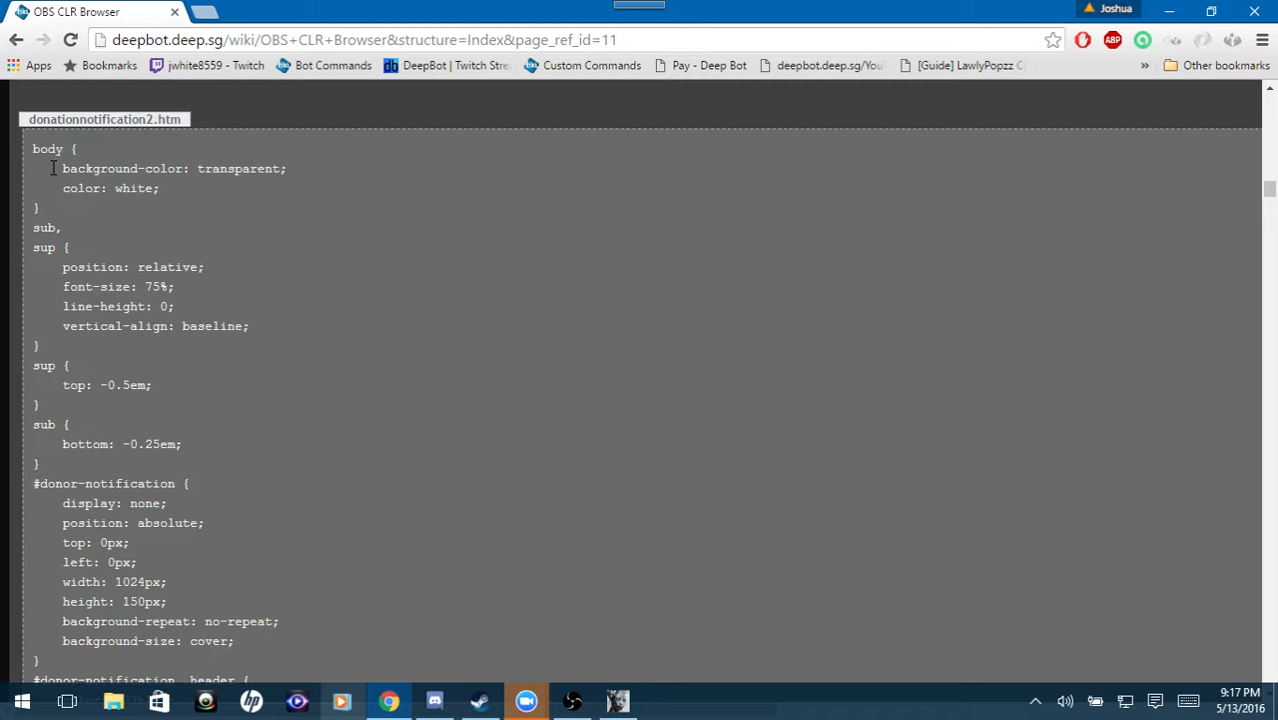 OBS CLR Browser
Joshua
deepbot.deep.sg/wiki/OBS+CLR+Browser&structure=Index&page_ref_id=11
Apps
Bookmarks
jwhite8559 - Twitch
Bot Commands
DeepBot | Twitch Stre
Custom Commands
Pay - Deep Bot
deepbot.deep.sg/YouT
[Guide] LawlyPopzz C
»
Other bookmarks
donationnotification2.htm
body {
background-color: transparent;
color: white;
}
sub,
sup {
position: relative;
font-size: 75%;
line-height: 0;
vertical-align: baseline;
}
sup {
top: -0.5em;
}
sub {
bottom: -0.25em;
}
#donor-notification {
display: none;
position: absolute;
top: 0px;
left: 0px;
width: 1024px;
height: 150px;
background-repeat: no-repeat;
background-size: cover;
}
#donor-notification .header {
9:17 PM
5/13/2016